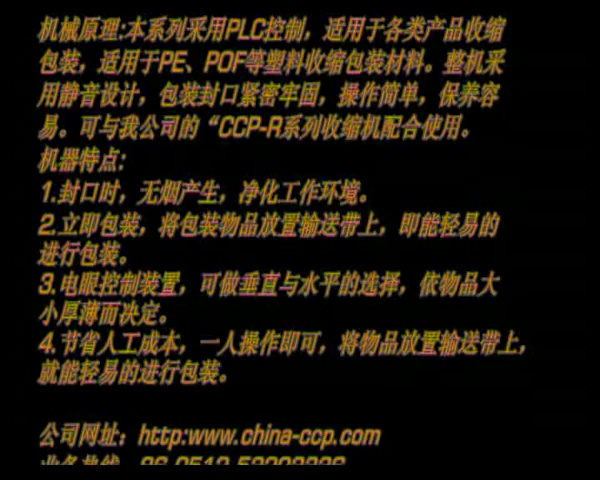 机械原理:本系列采用PLC控制，适用于各类产品收缩
包装，适用于PE、POF等塑料收缩包装材料。整机采
用静音设计，包装封口紧密牢固，操作简单，保养容
易。可与我公司的“CCP-R系列收缩机配合使用。
机器特点:
1.封口时，无烟产生，净化工作环境。
2.立即包装，将包装物品放置输送带上，即能轻易的
进行包装。
3.电眼控制装置，可做垂直与水平的选择，依物品大
小厚薄而决定。
4.节省人工成本，一人操作即可，将物品放置输送带上，
就能轻易的进行包装。
公司网址：http:www.china-ccp.com